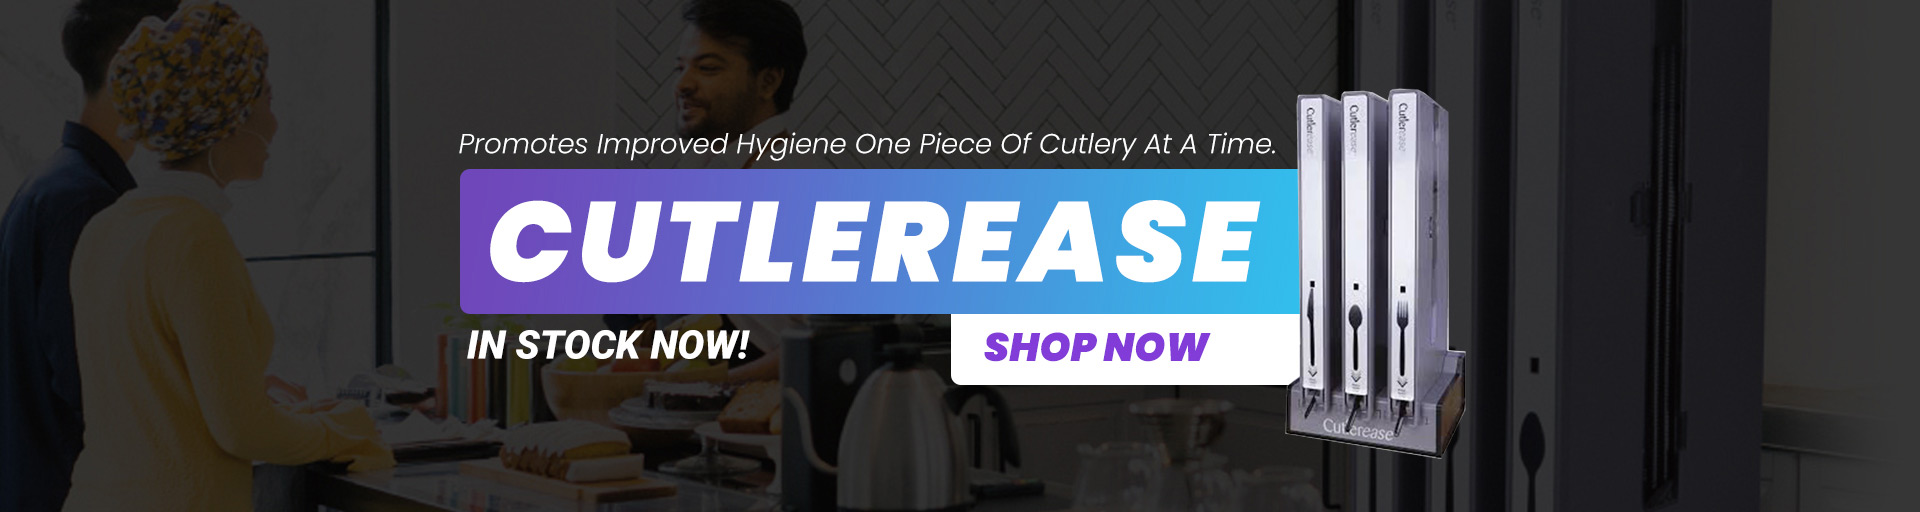 Promotes Improved Hygiene One Piece Of Cutlery At A Time.
CUTLEREASE
IN STOCK NOW!
SHOP NOW
Cutlerease
Cutlerease
Cutlerease
Cutlerease